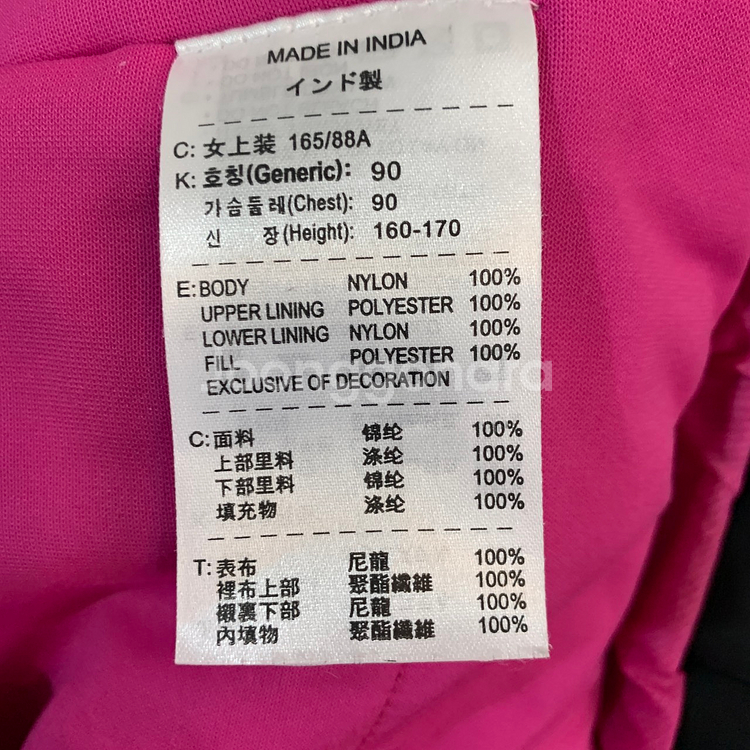 MADE IN INDIA
インド製
C: 女上装 165/88A
K: 호칭(Generic): 90
가슴둘레(Chest): 90
신 장(Height): 160-170
E: BODY NYLON 100%
UPPER LINING POLYESTER 100%
LOWER LINING NYLON 100%
FILL POLYESTER 100%
EXCLUSIVE OF DECORATION
C: 面料 锦纶 100%
上部里料 涤纶 100%
下部里料 锦纶 100%
填充物 涤纶 100%
T: 表布 尼龍 100%
裡布上部 聚酯纖維 100%
襯裏下部 尼龍 100%
內填物 聚酯纖維 100%